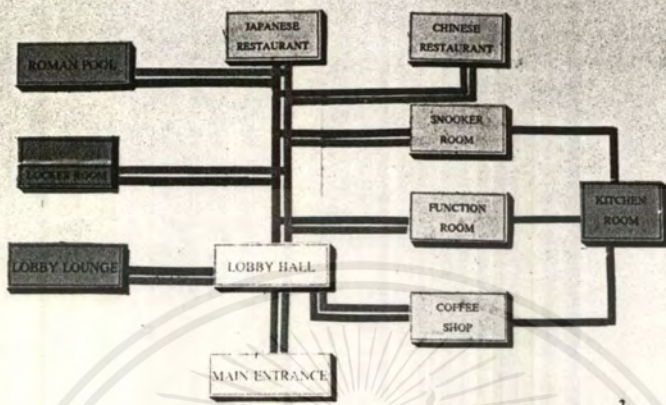 JAPANESE
RESTAURANT
CHINESE
RESTAURANT
ROMAN POOL
SNOOKER
ROOM
LOCKER ROOM
FUNCTION
ROOM
KITCHEN
ROOM
LOBBY LOUNGE
LOBBY HALL
COFFEE
SHOP
MAIN ENTRANCE